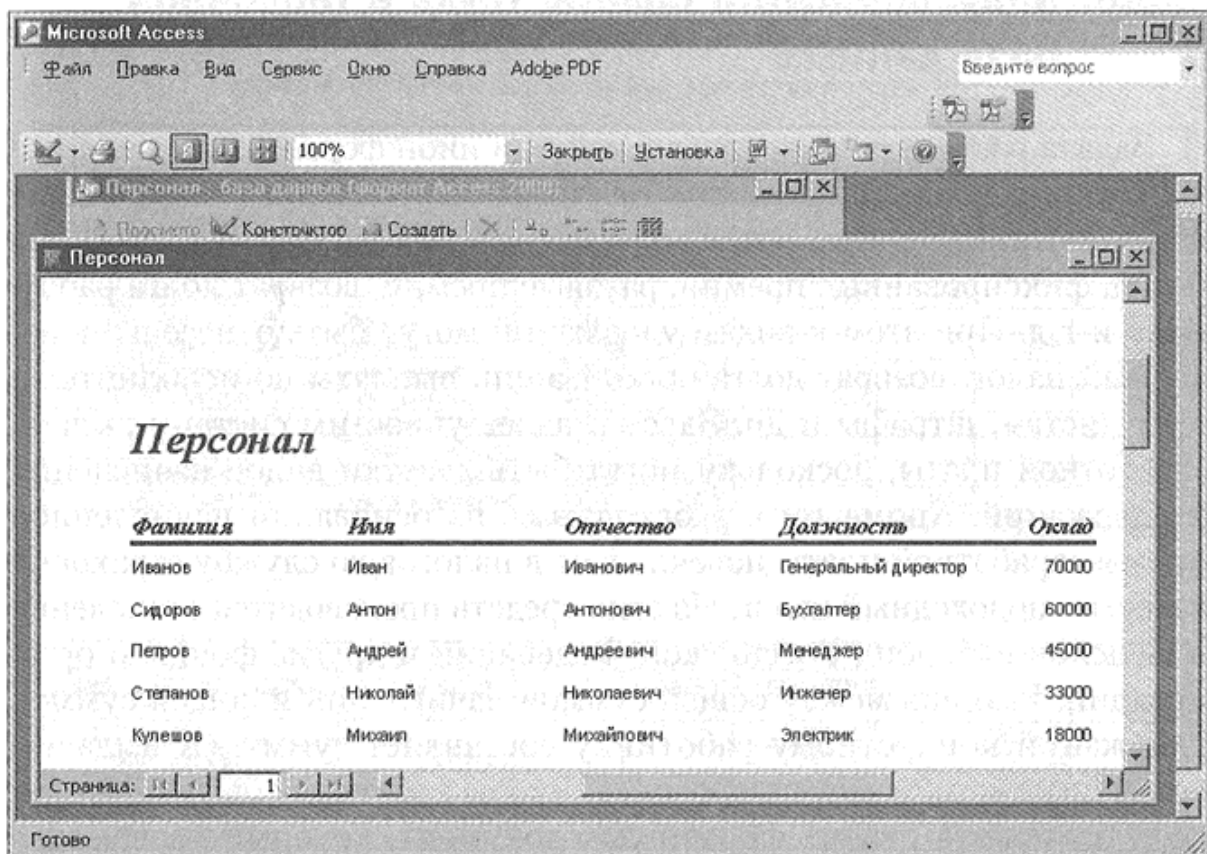 Microsoft Access
Файл Правка Вид Сервис Окно Справка Adobe PDF
Введите вопрос
100% Закрыть Установка
Персонал : база данных (формат Access 2000)
Просмотр Конструктор Создать
Персонал
Персонал
Фамилия Имя Отчество Должность Оклад
Иванов Иван Иванович Генеральный директор 70000
Сидоров Антон Антонович Бухгалтер 60000
Петров Андрей Андреевич Менеджер 45000
Степанов Николай Николаевич Инженер 33000
Кулешов Михаил Михайлович Электрик 18000
Страница: 1
Готово